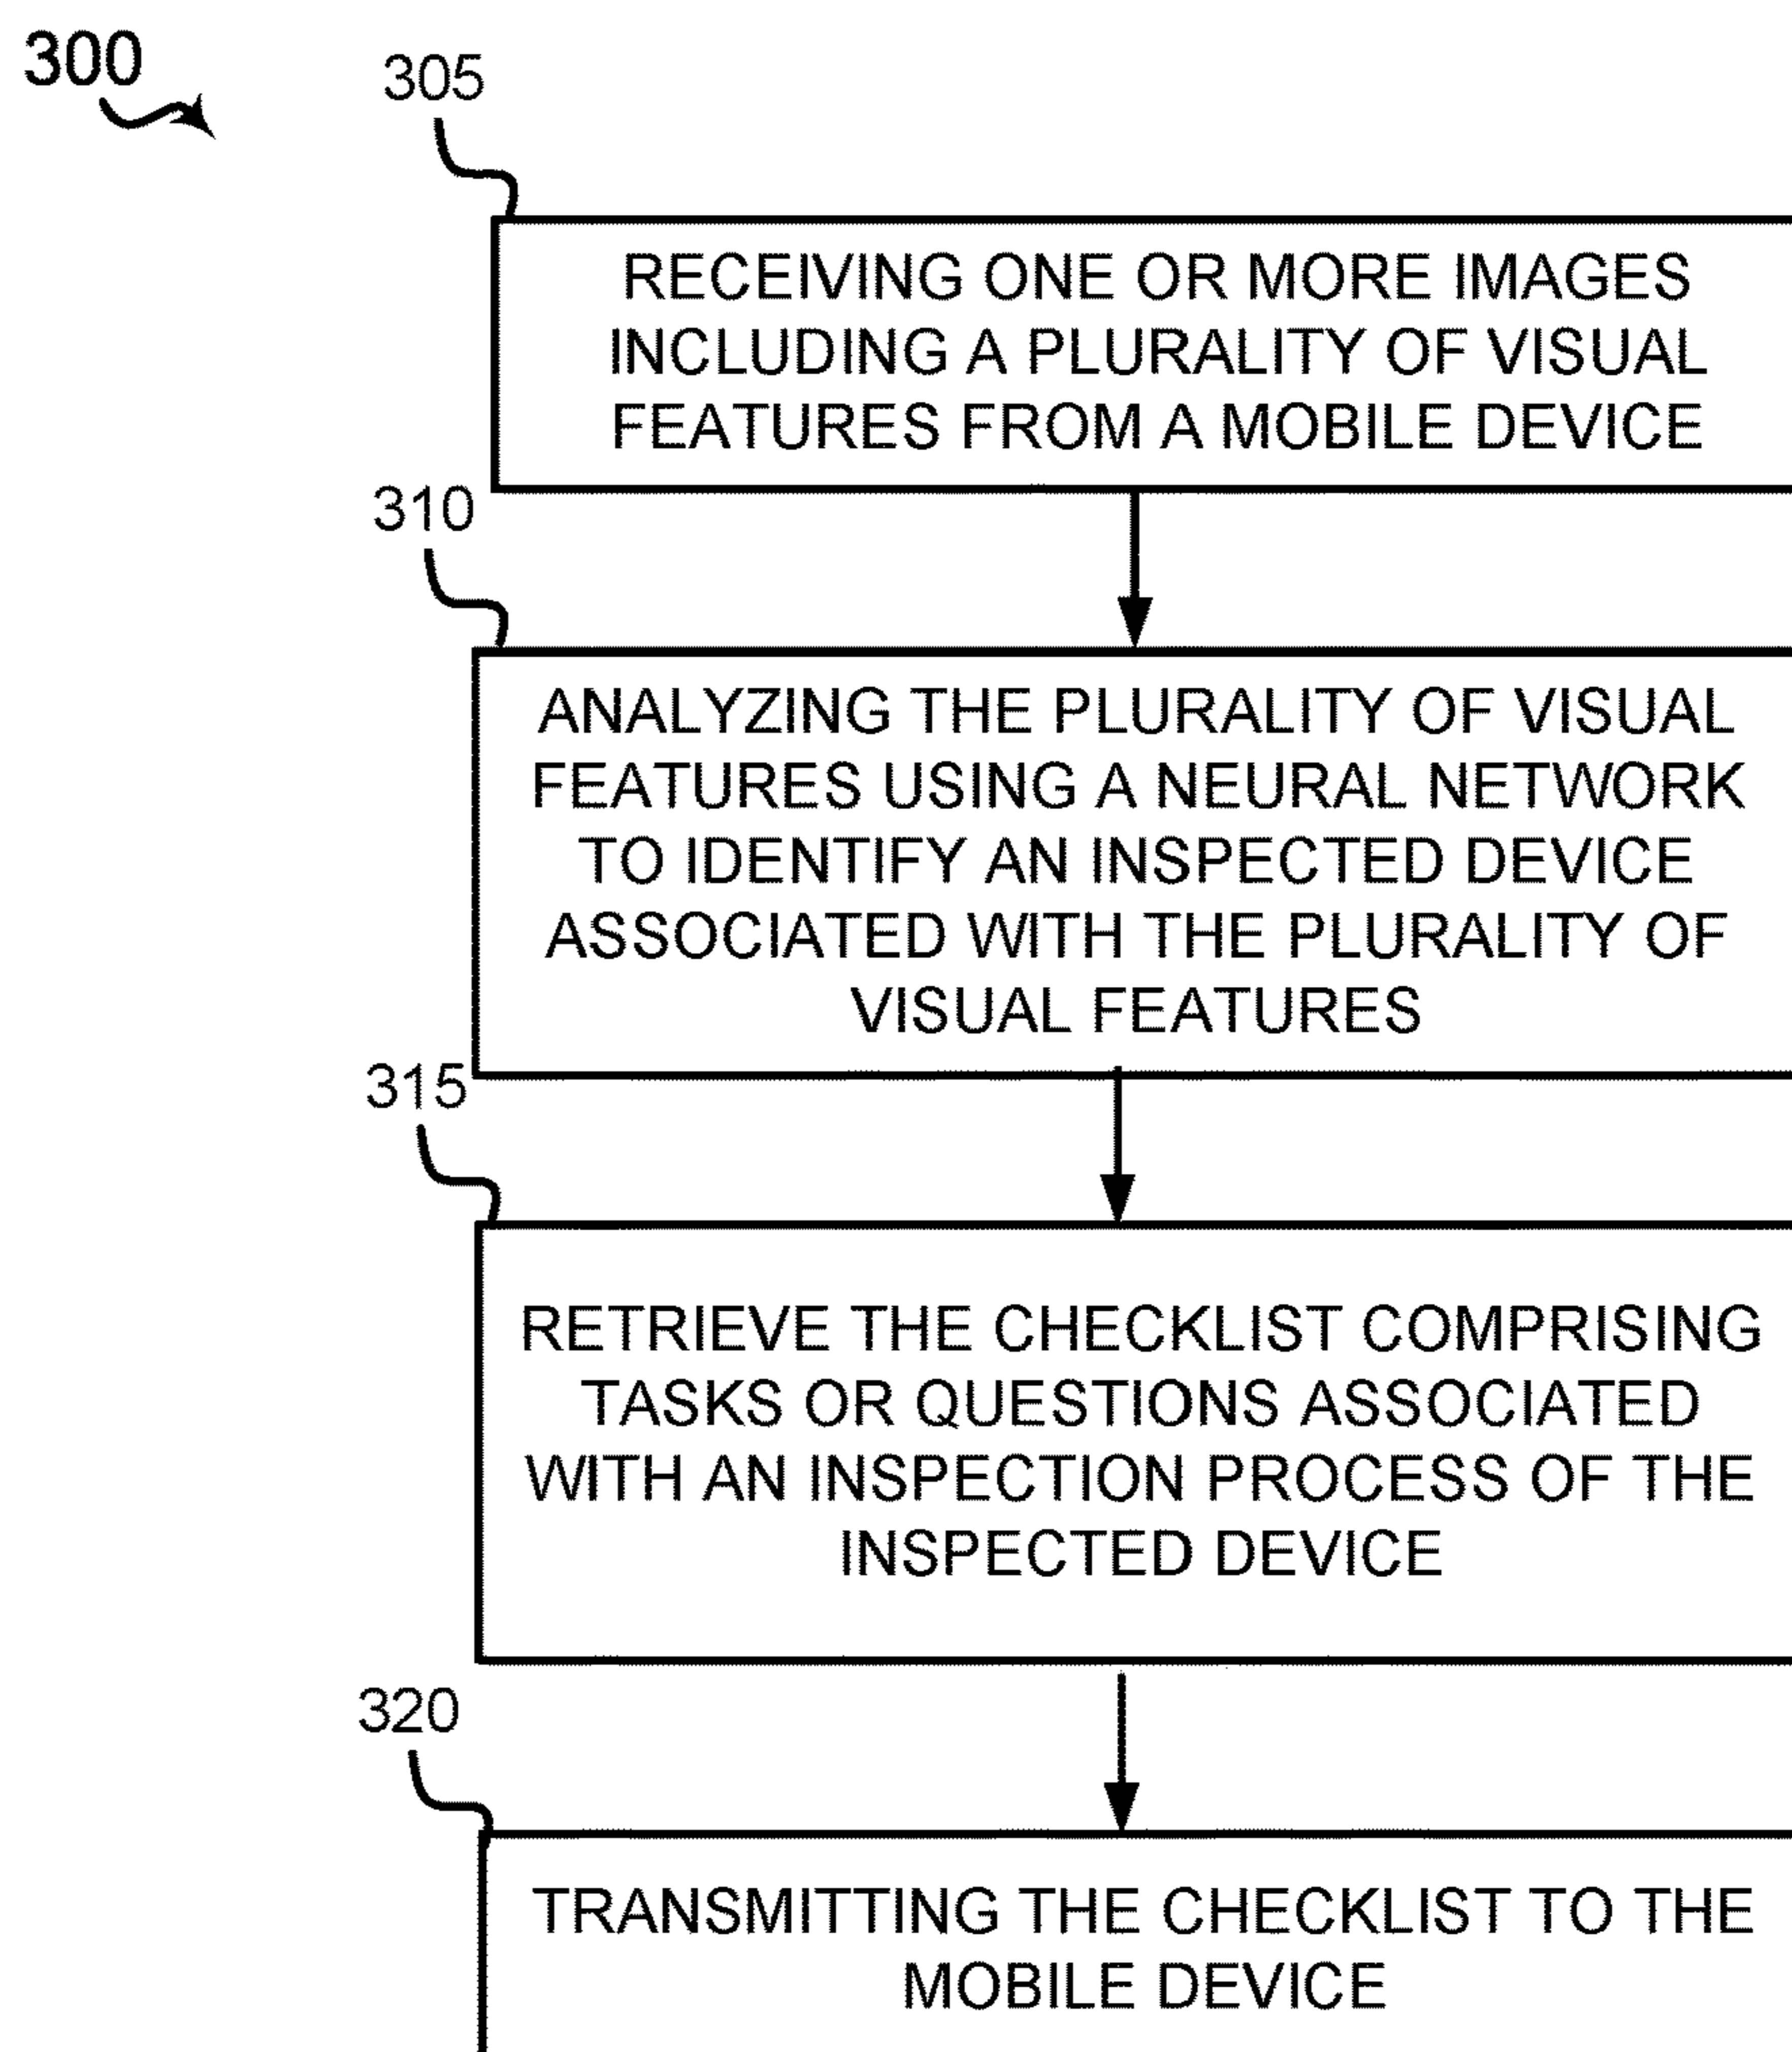 300
305
RECEIVING ONE OR MORE IMAGES
INCLUDING A PLURALITY OF VISUAL
FEATURES FROM A MOBILE DEVICE
310
ANALYZING THE PLURALITY OF VISUAL
FEATURES USING A NEURAL NETWORK
TO IDENTIFY AN INSPECTED DEVICE
ASSOCIATED WITH THE PLURALITY OF
VISUAL FEATURES
315
RETRIEVE THE CHECKLIST COMPRISING
TASKS OR QUESTIONS ASSOCIATED
WITH AN INSPECTION PROCESS OF THE
INSPECTED DEVICE
320
TRANSMITTING THE CHECKLIST TO THE
MOBILE DEVICE